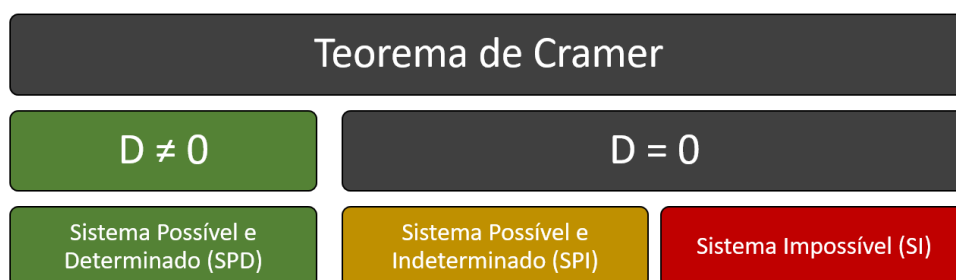 Teorema de Cramer
D ≠ 0
D = 0
Sistema Possível e
Determinado (SPD)
Sistema Possível e
Indeterminado (SPI)
Sistema Impossível (SI)